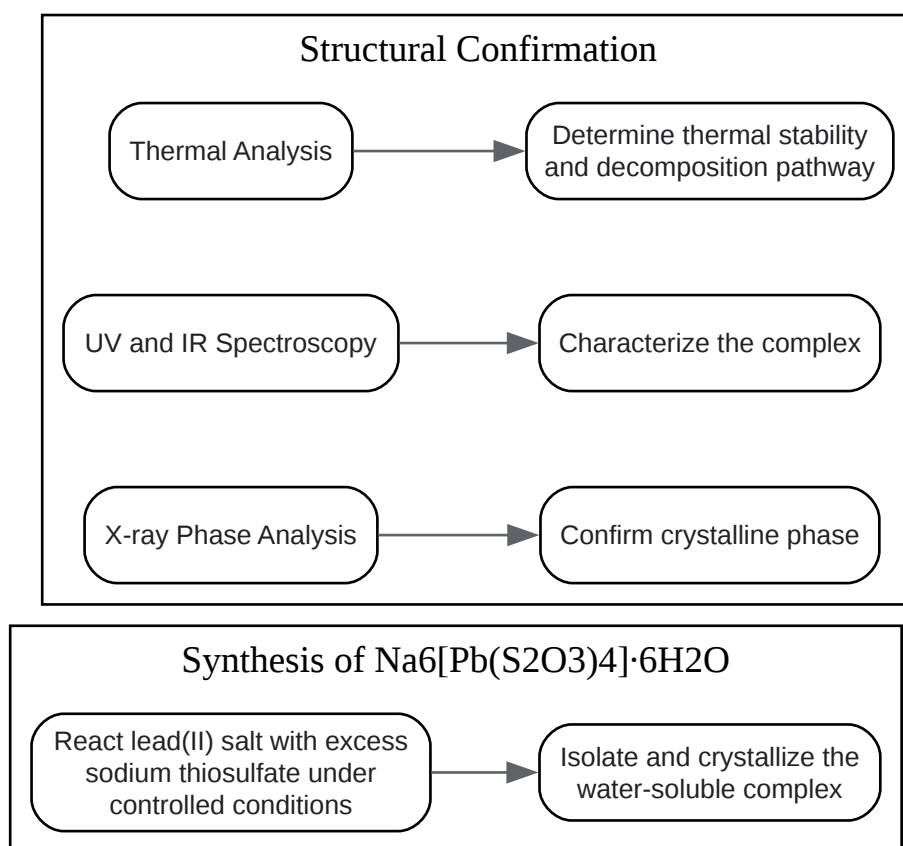 Structural Confirmation
Thermal Analysis
Determine thermal stability
and decomposition pathway
UV and IR Spectroscopy
Characterize the complex
X-ray Phase Analysis
Confirm crystalline phase
Synthesis of Na6[Pb(S2O3)4]·6H2O
React lead(II) salt with excess
sodium thiosulfate under
controlled conditions
Isolate and crystallize the
water-soluble complex